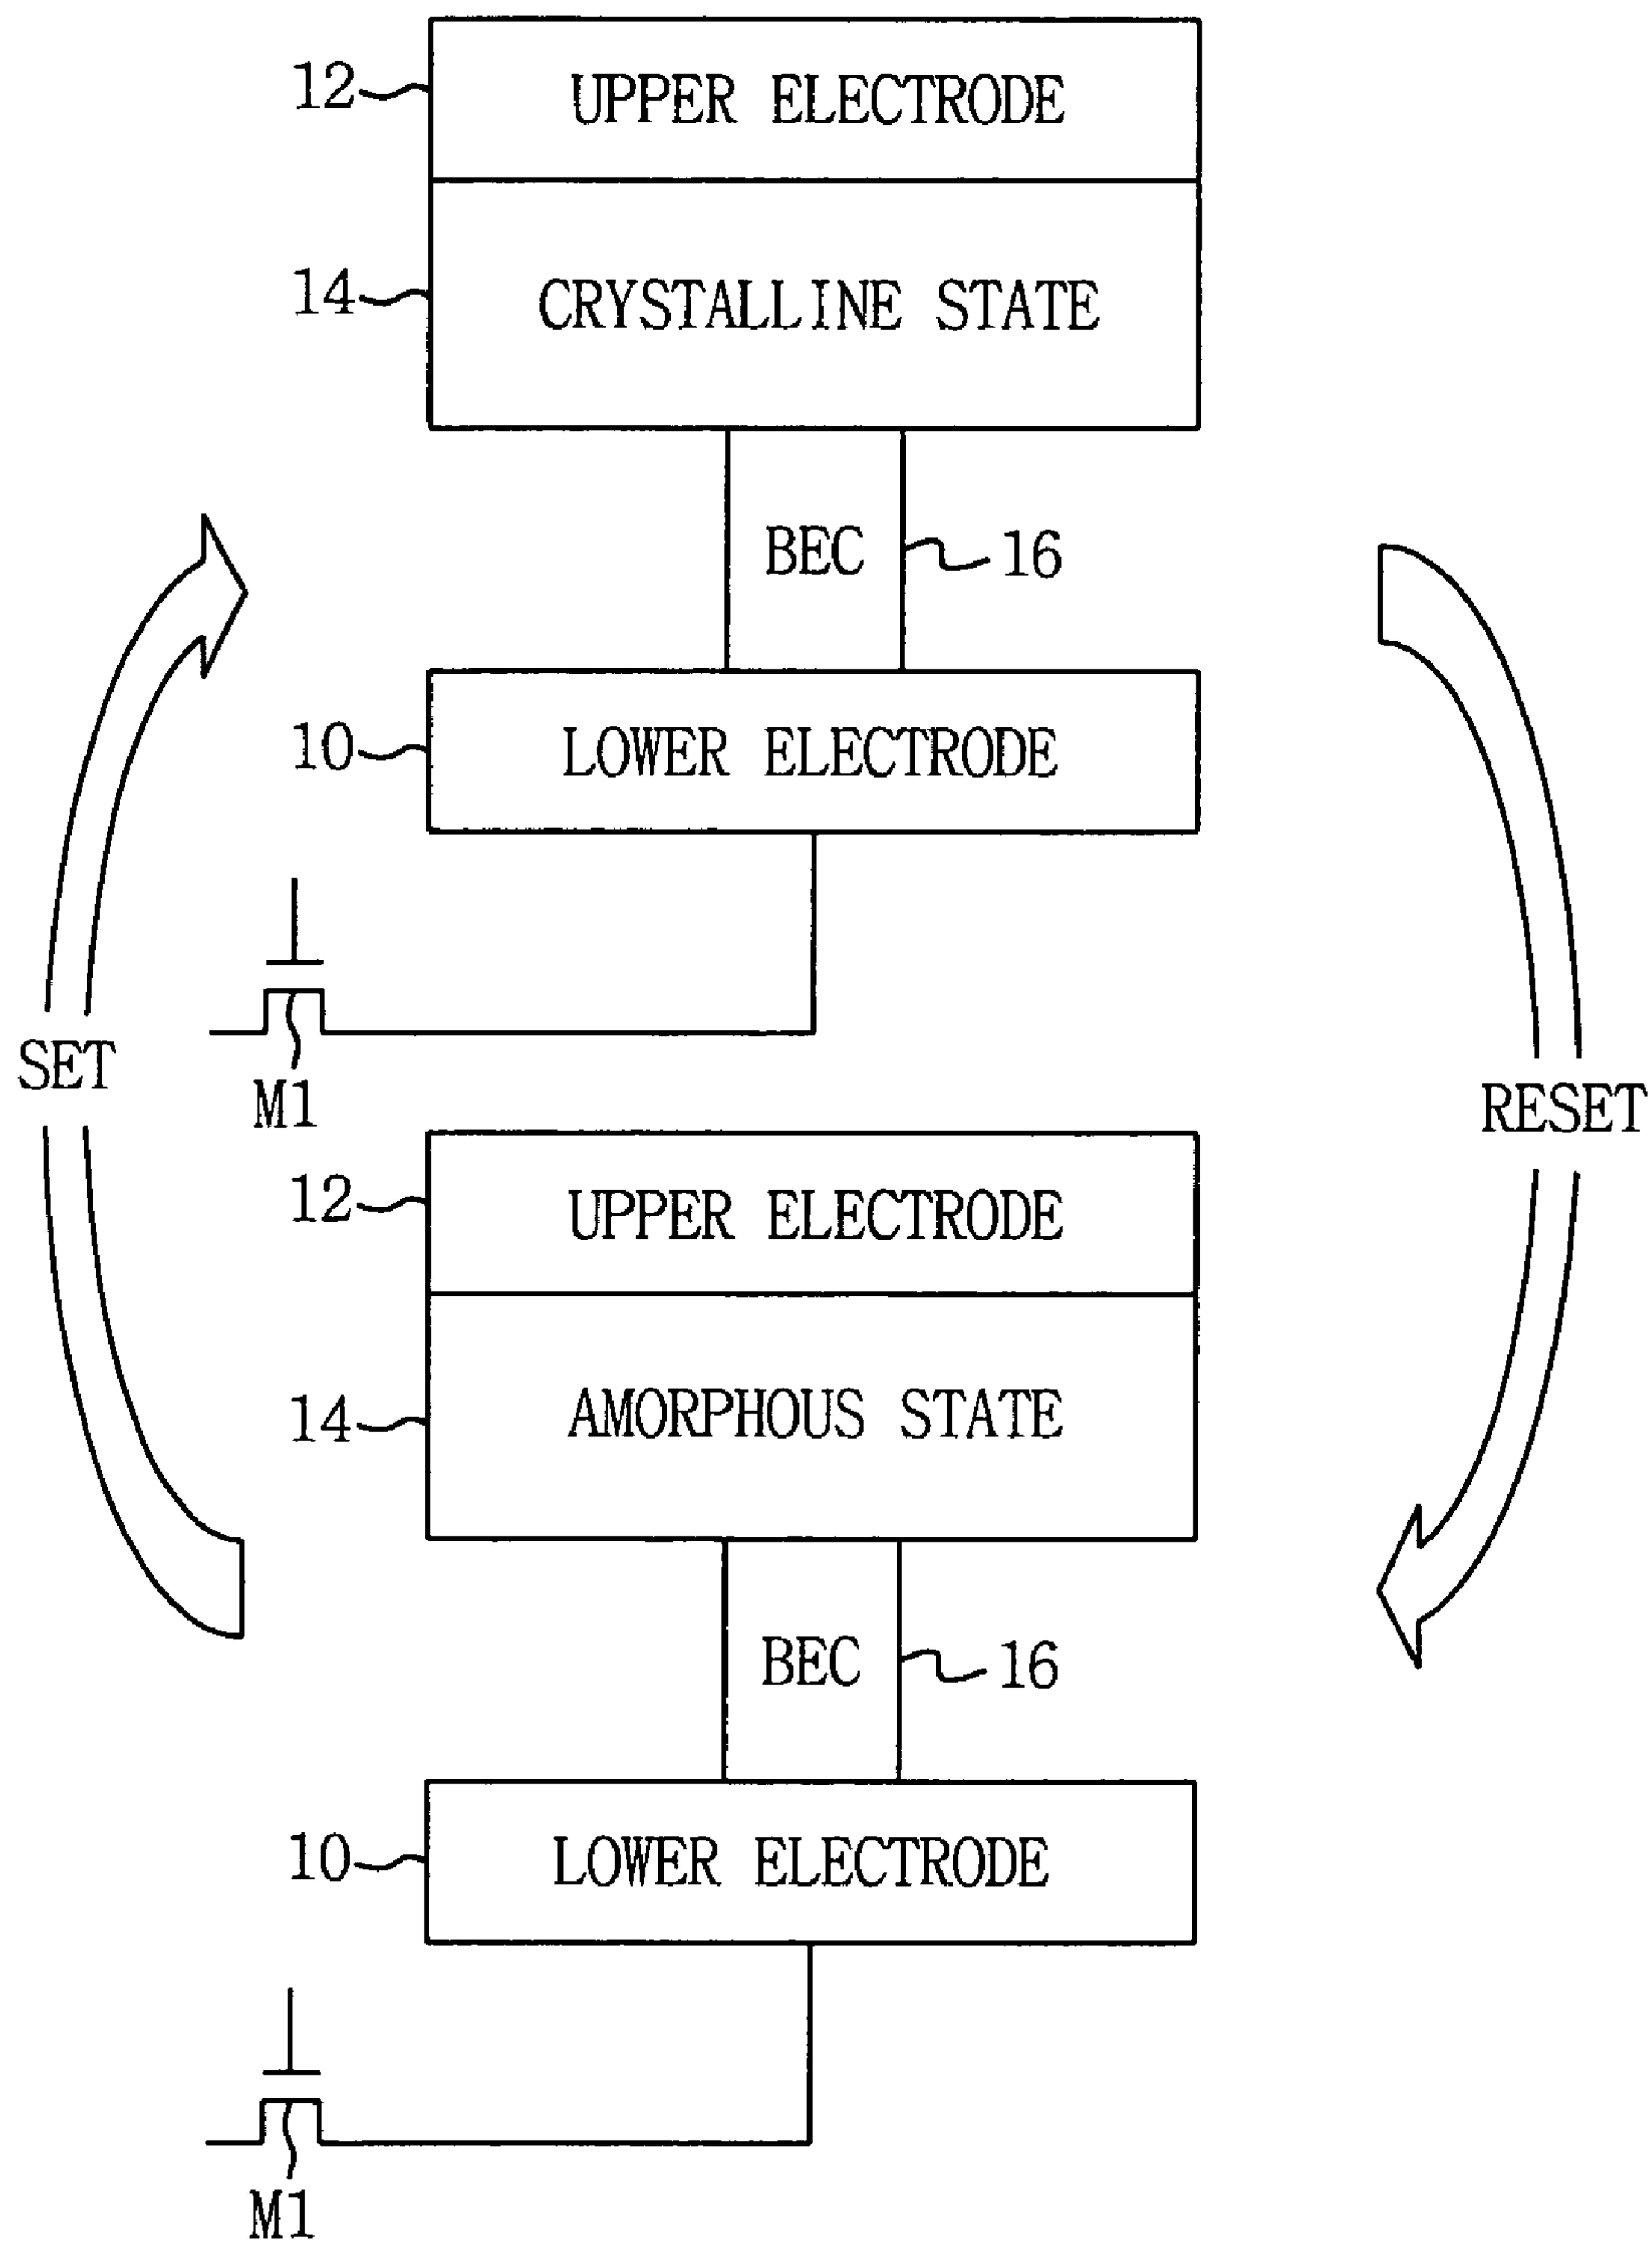 12 UPPER ELECTRODE
14 CRYSTALLINE STATE
BEC 16
10 LOWER ELECTRODE
SET
M1
RESET
12 UPPER ELECTRODE
14 AMORPHOUS STATE
BEC 16
10 LOWER ELECTRODE
M1